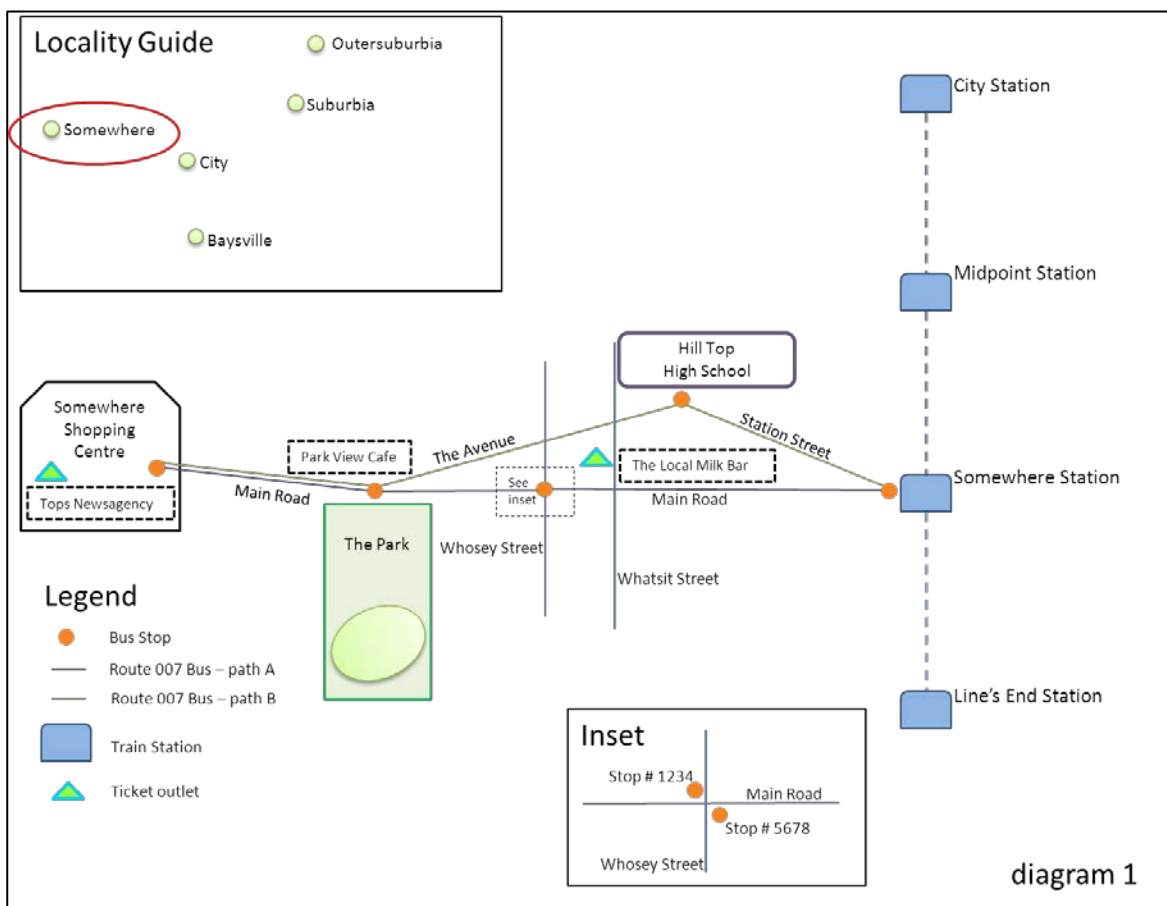 Locality Guide
Outersuburbia
Suburbia
Somewhere
City
Baysville
City Station
Midpoint Station
Hill Top
High School
Somewhere
Shopping
Centre
Tops Newsagency
Park View Cafe
The Avenue
Station Street
See
inset
The Local Milk Bar
Main Road
Main Road
Somewhere Station
The Park
Whosey Street
Whatsit Street
Legend
Bus Stop
Route 007 Bus – path A
Route 007 Bus – path B
Train Station
Ticket outlet
Line's End Station
Inset
Stop # 1234
Main Road
Stop # 5678
Whosey Street
diagram 1